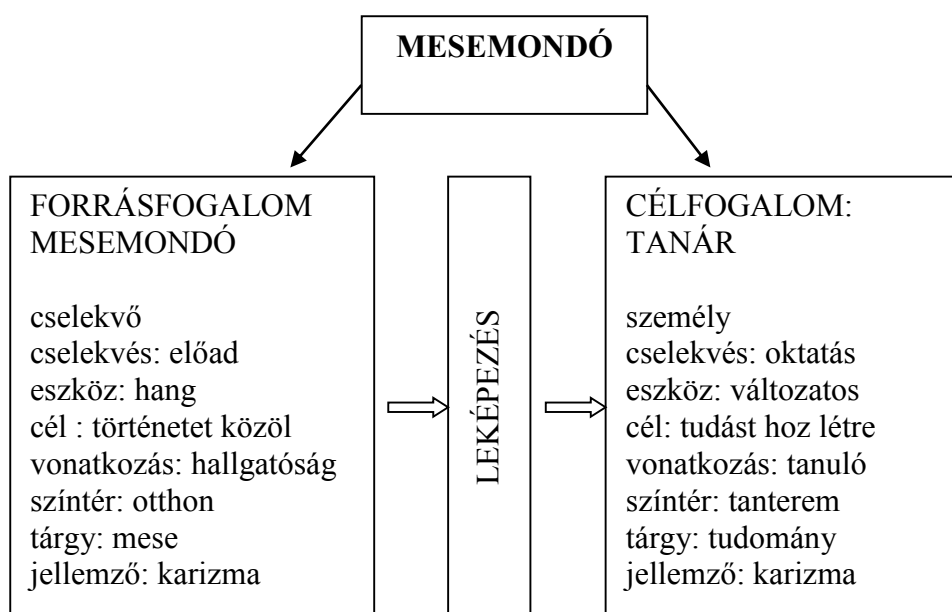 MESEMONDÓ
FORRÁSFOGALOM
MESEMONDÓ
cselekvő
cselekvés: előad
eszköz: hang
cél : történetet közöl
vonatkozás: hallgatóság
színtér: otthon
tárgy: mese
jellemző: karizma
LEKÉPEZÉS
CÉLFOGALOM:
TANÁR
személy
cselekvés: oktatás
eszköz: változatos
cél: tudást hoz létre
vonatkozás: tanuló
színtér: tanterem
tárgy: tudomány
jellemző: karizma